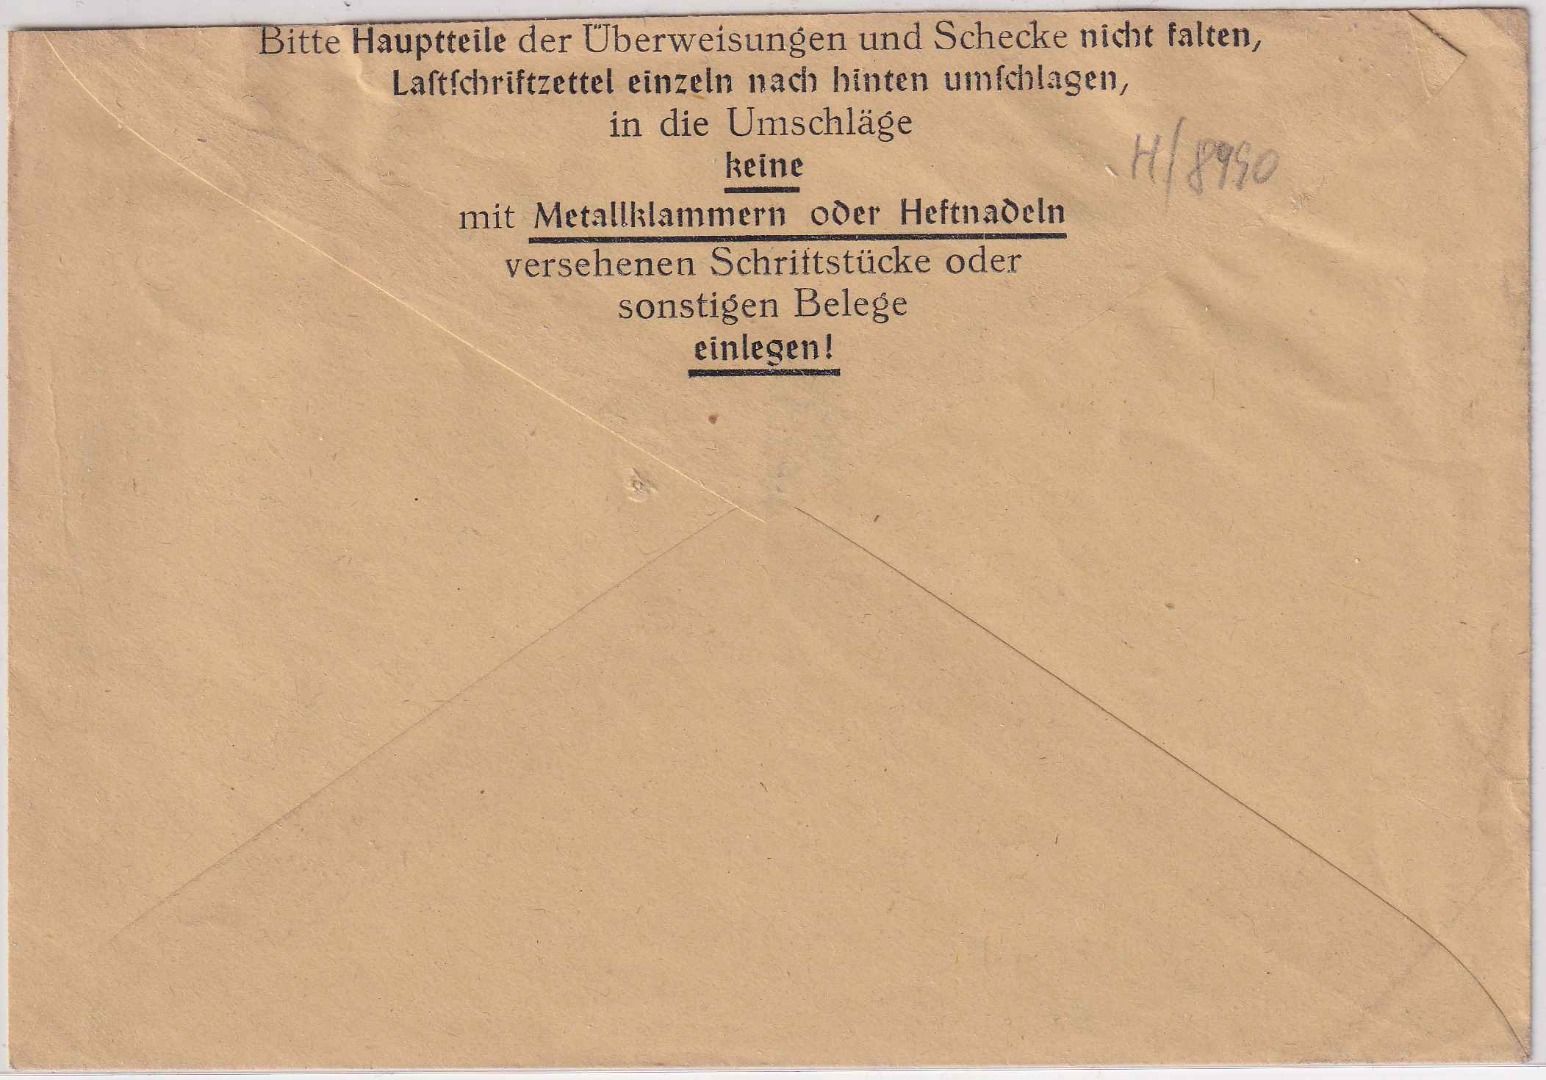 Bitte Hauptteile der Überweisungen und Schecke nicht falten,
Laſtſchriftzettel einzeln nach hinten umſchlagen,
in die Umschläge
keine
mit Metallklammern oder Heftnadeln
versehenen Schriftstücke oder
sonstigen Belege
einlegen!
H/8990